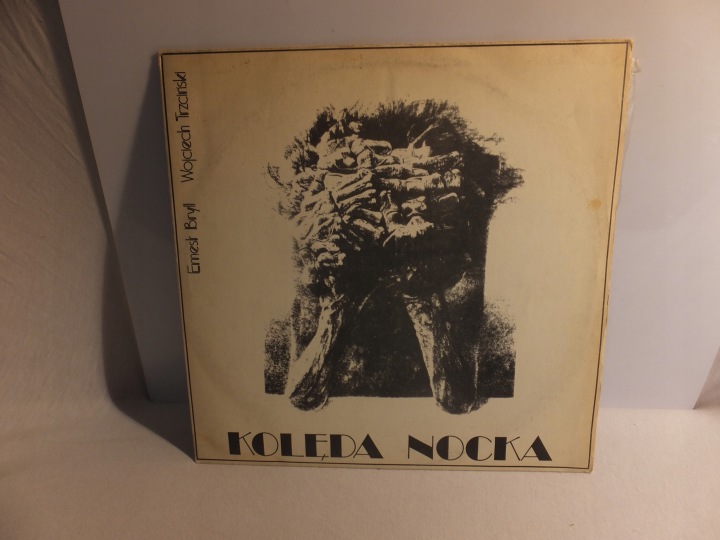 Ernest Bryll Wojciech Trzciński
KOLĘDA NOCKA